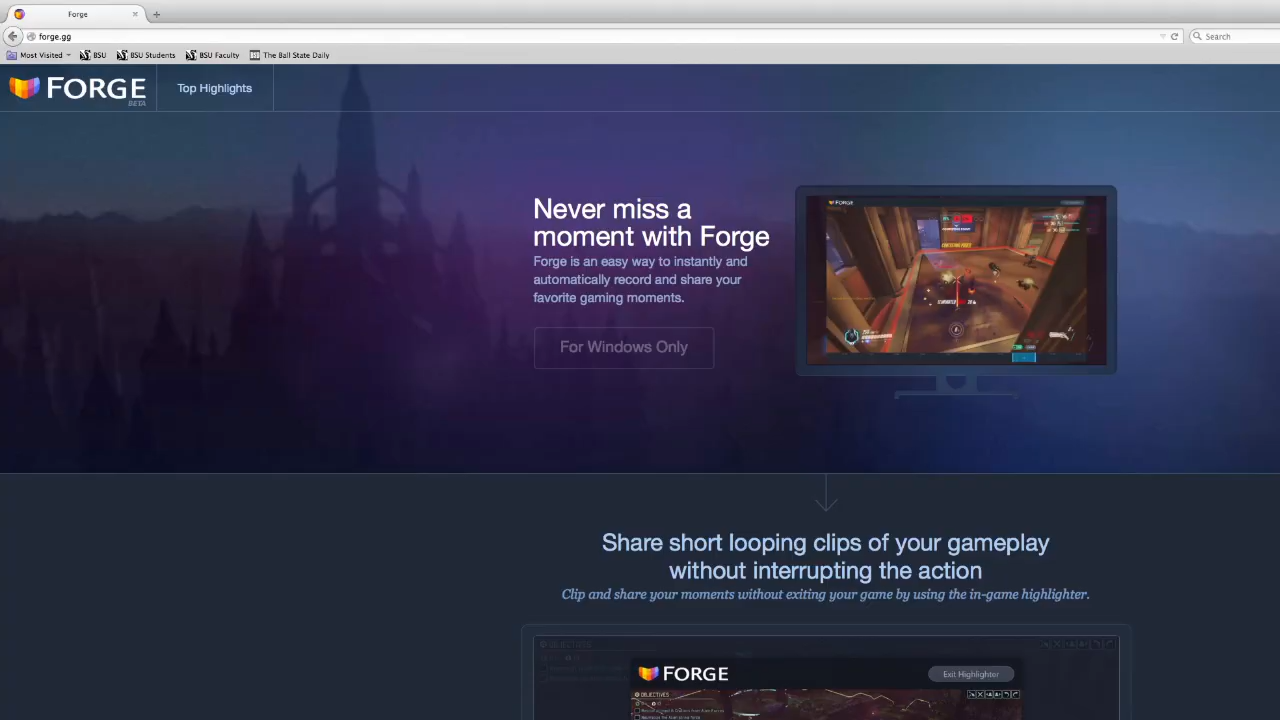 Forge
forge.gg
Search
Most Visited
BSU
BSU Students
BSU Faculty
The Ball State Daily
FORGE
BETA
Top Highlights
Never miss a
moment with Forge
Forge is an easy way to instantly and
automatically record and share your
favorite gaming moments.
For Windows Only
FORGE
Share short looping clips of your gameplay
without interrupting the action
Clip and share your moments without exiting your game by using the in-game highlighter.
OBJECTIVES
FORGE
Exit Highlighter
OBJECTIVES